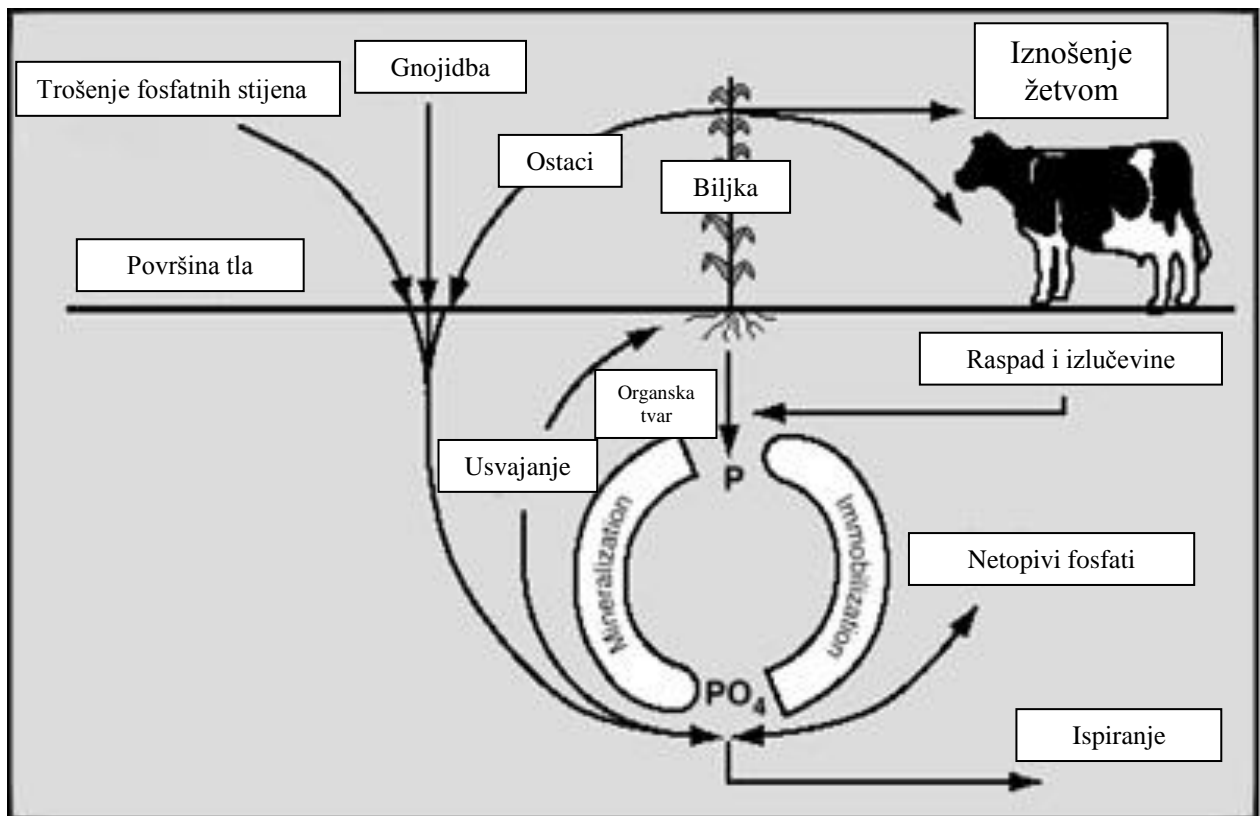 Trošenje fosfatnih stijena
Gnojidba
Iznošenje
žetvom
Ostaci
Biljka
Površina tla
Raspad i izlučevine
Organska
tvar
Usvajanje
P
Mineralization
Immobilization
Netopivi fosfati
PO₄
Ispiranje